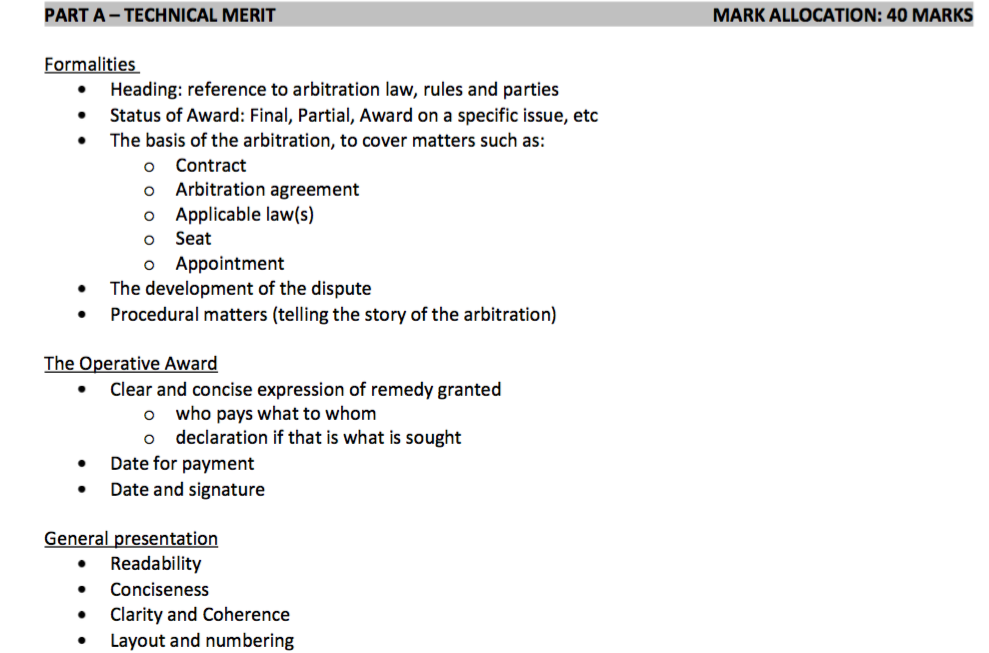 PART A – TECHNICAL MERIT MARK ALLOCATION: 40 MARKS
Formalities
• Heading: reference to arbitration law, rules and parties
• Status of Award: Final, Partial, Award on a specific issue, etc
• The basis of the arbitration, to cover matters such as:
o Contract
o Arbitration agreement
o Applicable law(s)
o Seat
o Appointment
• The development of the dispute
• Procedural matters (telling the story of the arbitration)
The Operative Award
• Clear and concise expression of remedy granted
o who pays what to whom
o declaration if that is what is sought
• Date for payment
• Date and signature
General presentation
• Readability
• Conciseness
• Clarity and Coherence
• Layout and numbering